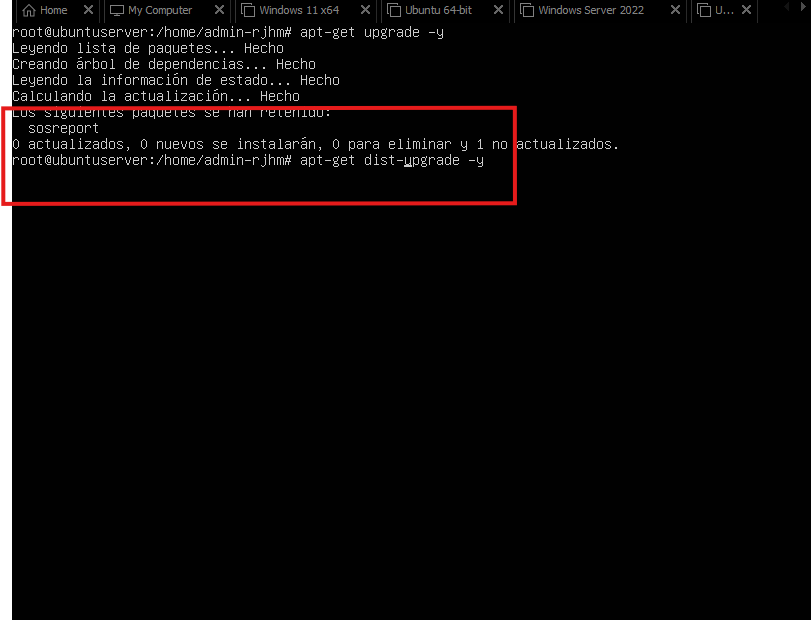 Home
My Computer
Windows 11 x64
Ubuntu 64-bit
Windows Server 2022
U...
root@ubuntuserver:/home/admin-rjhm# apt-get upgrade -y
Leyendo lista de paquetes... Hecho
Creando árbol de dependencias... Hecho
Leyendo la información de estado... Hecho
Calculando la actualización... Hecho
Los siguientes paquetes se han retenido:
sosreport
0 actualizados, 0 nuevos se instalarán, 0 para eliminar y 1 no actualizados.
root@ubuntuserver:/home/admin-rjhm# apt-get dist-upgrade -y